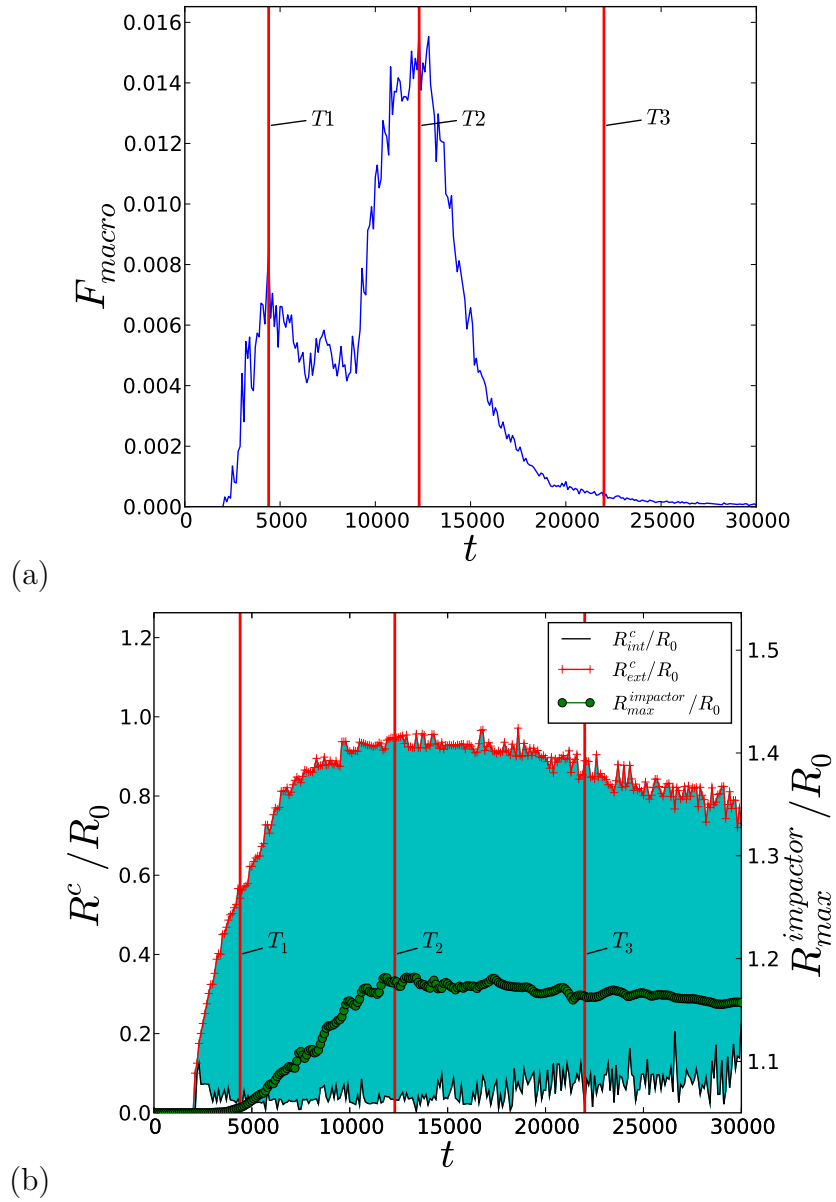 0.016
0.014
0.012
0.010
0.008
0.006
0.004
0.002
0.000
F_macro
T1
T2
T3
0 5000 10000 15000 20000 25000 30000
t
(a)
1.2
1.0
0.8
0.6
0.4
0.2
0.0
R^c /R_0
R^c_int/R_0
R^c_ext/R_0
R^impactor_max/R_0
T_1
T_2
T_3
1.5
1.4
1.3
1.2
1.1
R^impactor_max/R_0
0 5000 10000 15000 20000 25000 30000
t
(b)